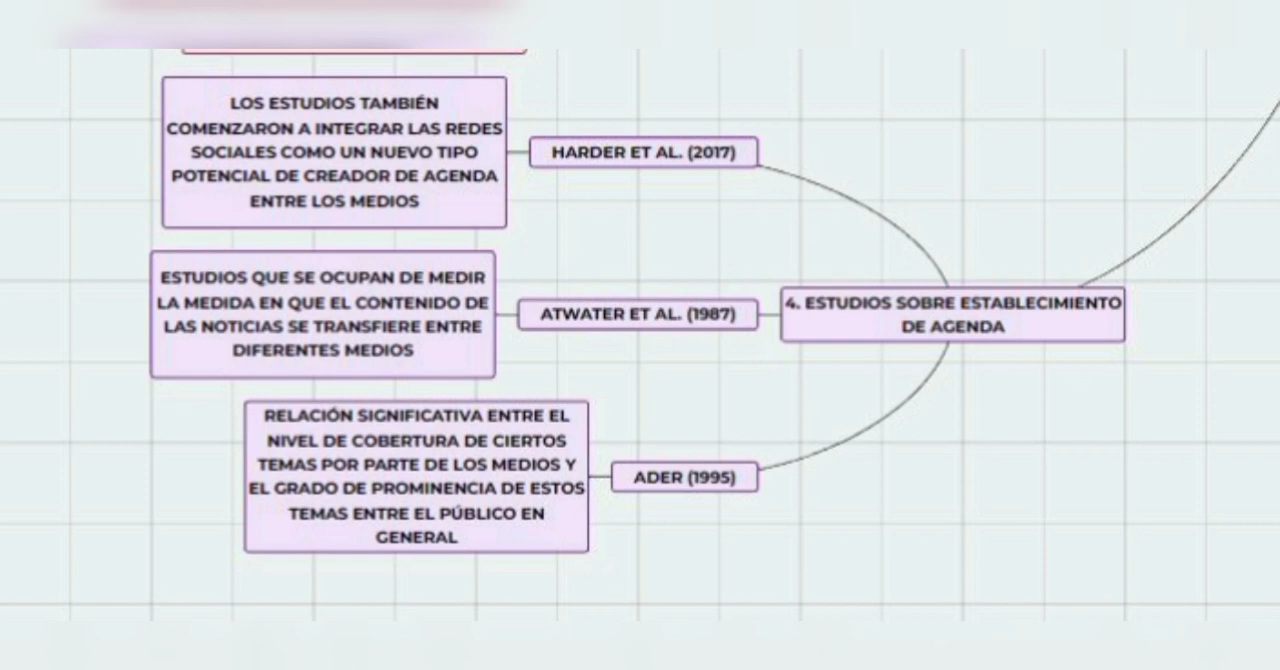 LOS ESTUDIOS TAMBIÉN
COMENZARON A INTEGRAR LAS REDES
SOCIALES COMO UN NUEVO TIPO
POTENCIAL DE CREADOR DE AGENDA
ENTRE LOS MEDIOS
HARDER ET AL. (2017)
ESTUDIOS QUE SE OCUPAN DE MEDIR
LA MEDIDA EN QUE EL CONTENIDO DE
LAS NOTICIAS SE TRANSFIERE ENTRE
DIFERENTES MEDIOS
ATWATER ET AL. (1987)
4. ESTUDIOS SOBRE ESTABLECIMIENTO
DE AGENDA
RELACIÓN SIGNIFICATIVA ENTRE EL
NIVEL DE COBERTURA DE CIERTOS
TEMAS POR PARTE DE LOS MEDIOS Y
EL GRADO DE PROMINENCIA DE ESTOS
TEMAS ENTRE EL PÚBLICO EN
GENERAL
ADER (1995)